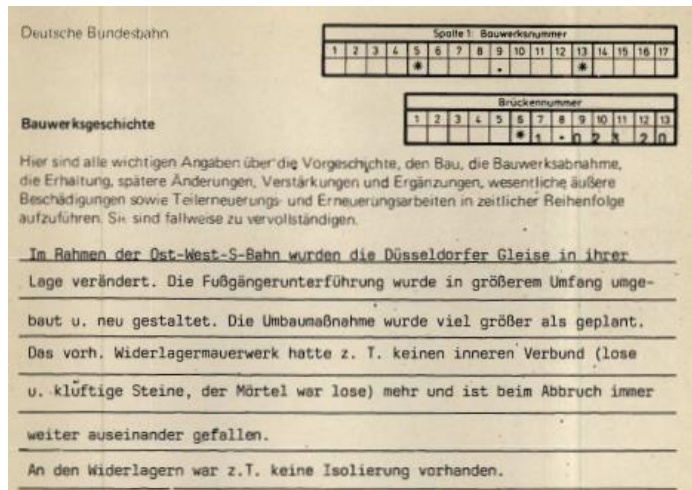 Deutsche Bundesbahn
Spalte 1: Bauwerksnummer
1 2 3 4 5 6 7 8 9 10 11 12 13 14 15 16 17
* . *
Brückennummer
1 2 3 4 5 6 7 8 9 10 11 12 13
* 1 . 0 2 3 2 0
Bauwerksgeschichte
Hier sind alle wichtigen Angaben über die Vorgeschichte, den Bau, die Bauwerksabnahme,
die Erhaltung, spätere Änderungen, Verstärkungen und Ergänzungen, wesentliche äußere
Beschädigungen sowie Teilerneuerungs- und Erneuerungsarbeiten in zeitlicher Reihenfolge
aufzuführen. Sie sind fallweise zu vervollständigen.
Im Rahmen der Ost-West-S-Bahn wurden die Düsseldorfer Gleise in ihrer
Lage verändert. Die Fußgängerunterführung wurde in größerem Umfang umge-
baut u. neu gestaltet. Die Umbaumaßnahme wurde viel größer als geplant.
Das vorh. Widerlagermauerwerk hatte z. T. keinen inneren Verbund (lose
u. klüftige Steine, der Mörtel war lose) mehr und ist beim Abbruch immer
weiter auseinander gefallen.
An den Widerlagern war z.T. keine Isolierung vorhanden.